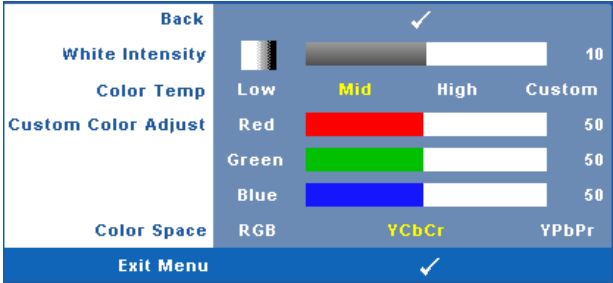 Back ✓
White Intensity 10
Color Temp Low Mid High Custom
Custom Color Adjust Red 50
Green 50
Blue 50
Color Space RGB YCbCr YPbPr
Exit Menu ✓